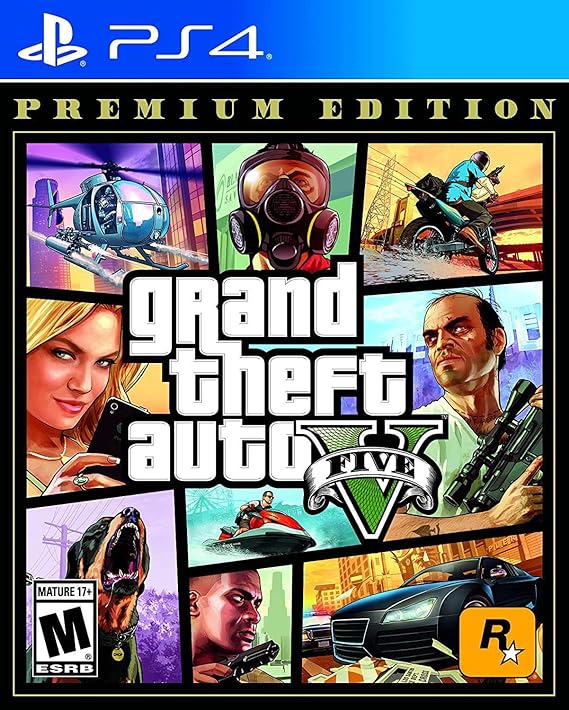 PS4
PREMIUM EDITION
grand
theft
auto V
FIVE
MATURE 17+
M
ESRB
R